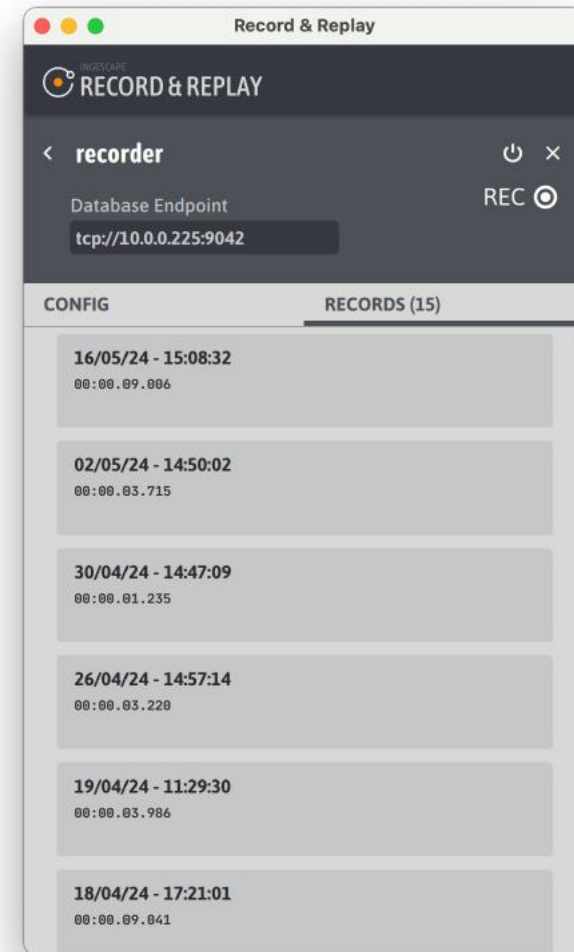 Record & Replay
INGESCAPE
RECORD & REPLAY
recorder
REC
Database Endpoint
tcp://10.0.0.225:9042
CONFIG
RECORDS (15)
16/05/24 - 15:08:32
00:00.09.006
02/05/24 - 14:50:02
00:00.03.715
30/04/24 - 14:47:09
00:00.01.235
26/04/24 - 14:57:14
00:00.03.220
19/04/24 - 11:29:30
00:00.03.986
18/04/24 - 17:21:01
00:00.09.041